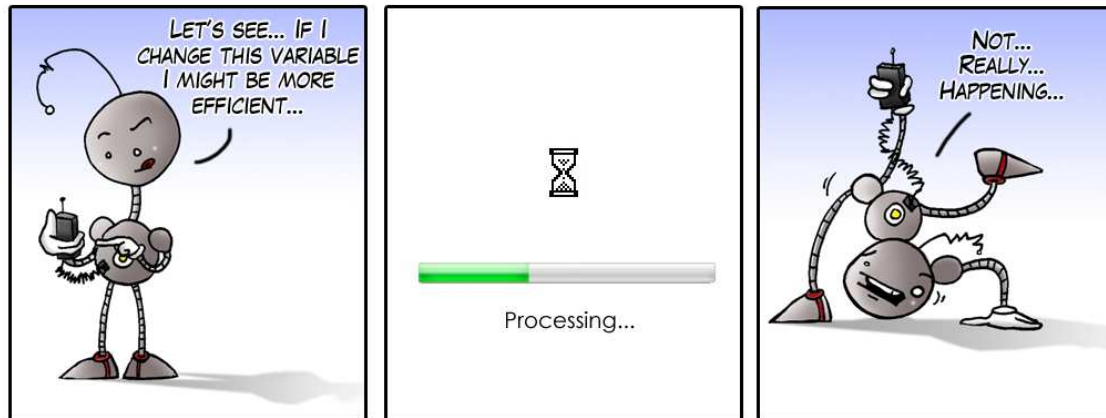 LET'S SEE... IF I
CHANGE THIS VARIABLE
I MIGHT BE MORE
EFFICIENT...
Processing...
NOT...
REALLY...
HAPPENING...